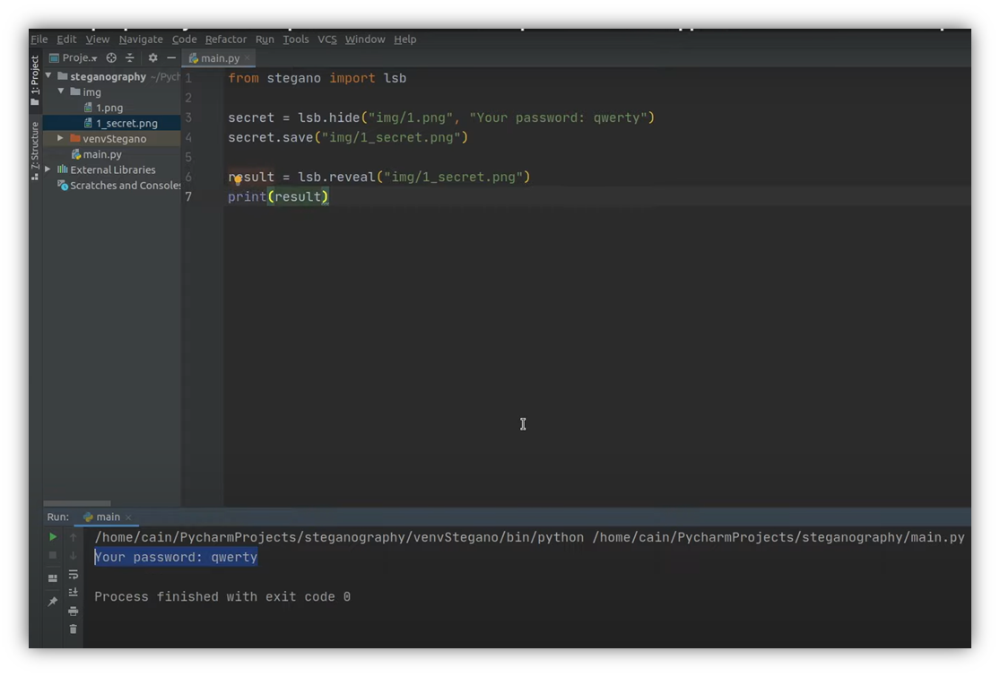 File Edit View Navigate Code Refactor Run Tools VCS Window Help
1: Project
Z: Structure
Proje..
main.py
steganography ~/Pych
img
1.png
1_secret.png
venvStegano
main.py
External Libraries
Scratches and Consoles
1 from stegano import lsb
2
3 secret = lsb.hide("img/1.png", "Your password: qwerty")
4 secret.save("img/1_secret.png")
5
6 result = lsb.reveal("img/1_secret.png")
7 print(result)
Run: main
/home/cain/PycharmProjects/steganography/venvStegano/bin/python /home/cain/PycharmProjects/steganography/main.py
Your password: qwerty
Process finished with exit code 0